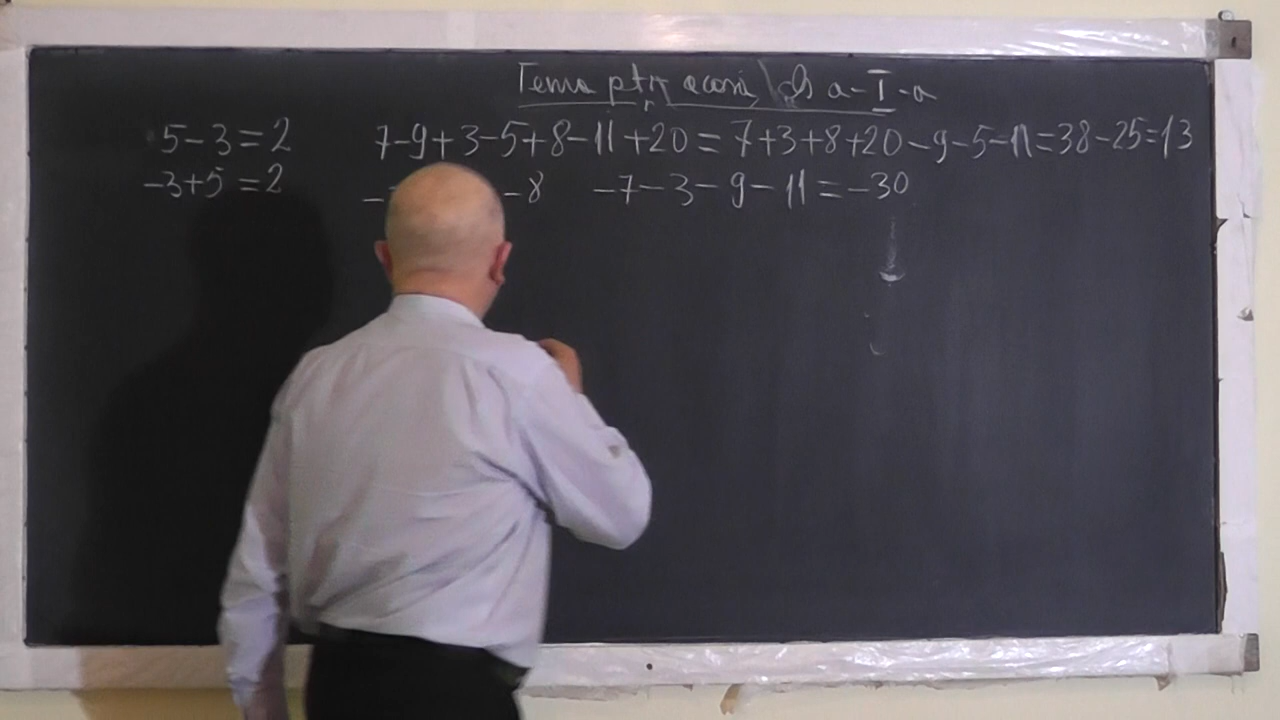 Tema ptr acasă, cls a-I-a
5-3=2 7-9+3-5+8-11+20=7+3+8+20-9-5-11=38-25=13
-3+5=2 - -8 -7-3-9-11=-30